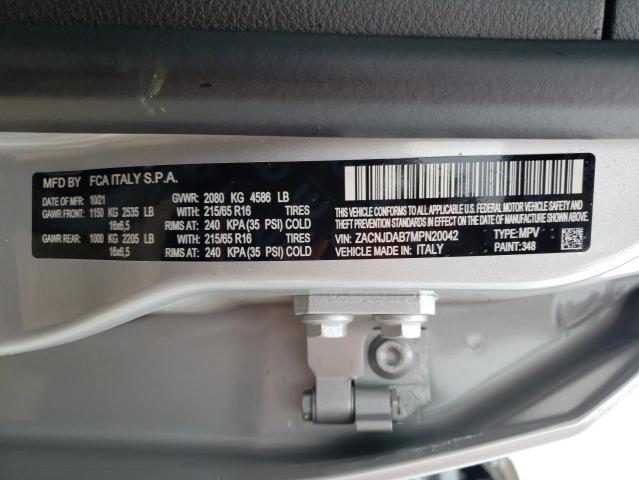 MFD BY FCA ITALY S.P.A.
DATE OF MFR: 10/21 GVWR: 2080 KG 4586 LB
GAWR FRONT: 1150 KG 2535 LB WITH: 215/65 R16 TIRES
16x6,5 RIMS AT: 240 KPA (35 PSI) COLD
GAWR REAR: 1000 KG 2205 LB WITH: 215/65 R16 TIRES
16x6,5 RIMS AT: 240 KPA (35 PSI) COLD
THIS VEHICLE CONFORMS TO ALL
APPLICABLE U.S. FEDERAL MOTOR VEHICLE SAFETY,
BUMPER AND THEFT PREVENTION STANDARDS IN EFFECT
ON THE DATE OF MANUFACTURE SHOWN ABOVE.
VIN: ZACNJDAB7MPN20042 TYPE: MPV
VEHICLE MADE IN: ITALY PAINT: 348